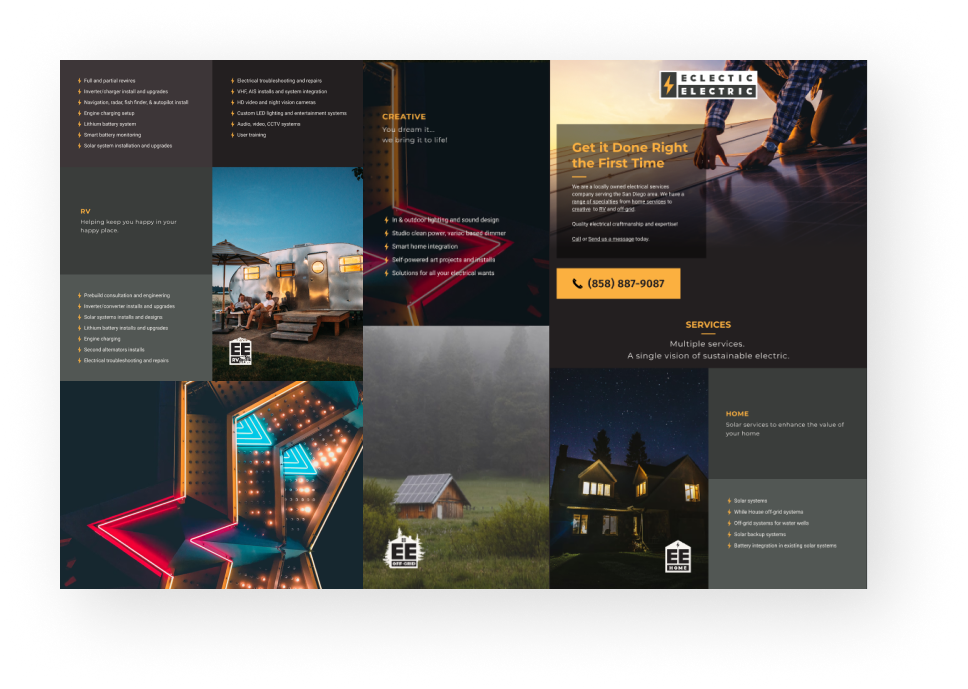 Full and partial rewires
Inverter/charger install and upgrades
Navigation, radar, fish finder, & autopilot install
Engine charging setup
Lithium battery system
Smart battery monitoring
Solar system installation and upgrades
Electrical troubleshooting and repairs
VHF, AIS installs and system integration
HD video and night vision cameras
Custom LED lighting and entertainment systems
Audio, video, CCTV systems
User training
RV
Helping keep you happy in your
happy place.
Prebuild consultation and engineering
Inverter/converter installs and upgrades
Solar systems installs and designs
Lithium battery installs and upgrades
Engine charging
Second alternators installs
Electrical troubleshooting and repairs
EE
RV
CREATIVE
You dream it...
we bring it to life!
In & outdoor lighting and sound design
Studio clean power, variac based dimmer
Smart home integration
Self-powered art projects and installs
Solutions for all your electrical wants
EE
OFF-GRID
ECLECTIC
ELECTRIC
Get it Done Right
the First Time
We are a locally owned electrical services
company serving the San Diego area. We have a
range of specialties from home services to
creative, to RV and off grid.
Quality electrical craftmanship and expertise!
Call or Send us a message today.
(858) 887-9087
SERVICES
Multiple services.
A single vision of sustainable electric.
EE
HOME
HOME
Solar services to enhance the value of
your home
Solar systems
While House off-grid systems
Off-grid systems for water wells
Solar backup systems
Battery integration in existing solar systems